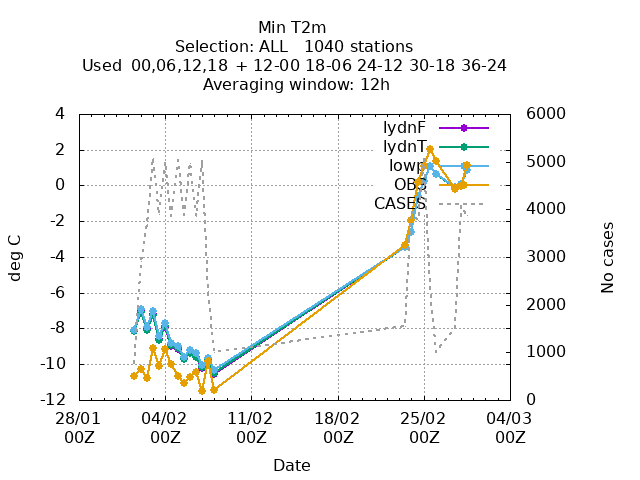 Min T2m
Selection: ALL   1040 stations
Used  00,06,12,18 + 12-00 18-06 24-12 30-18 36-24
Averaging window: 12h
4
2
0
-2
-4
-6
-8
-10
-12
deg C
6000
5000
4000
3000
2000
1000
0
No cases
lydnF
lydnT
lowp
OBS
CASES
28/01 04/02 11/02 18/02 25/02 04/03
00Z 00Z 00Z 00Z 00Z 00Z
Date